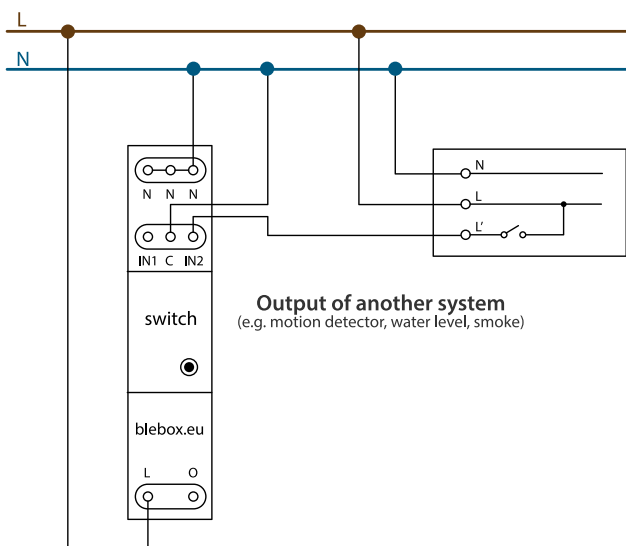 L
N
N
L
L'
N N N
IN1 C IN2
switch
Output of another system
(e.g. motion detector, water level, smoke)
blebox.eu
L O